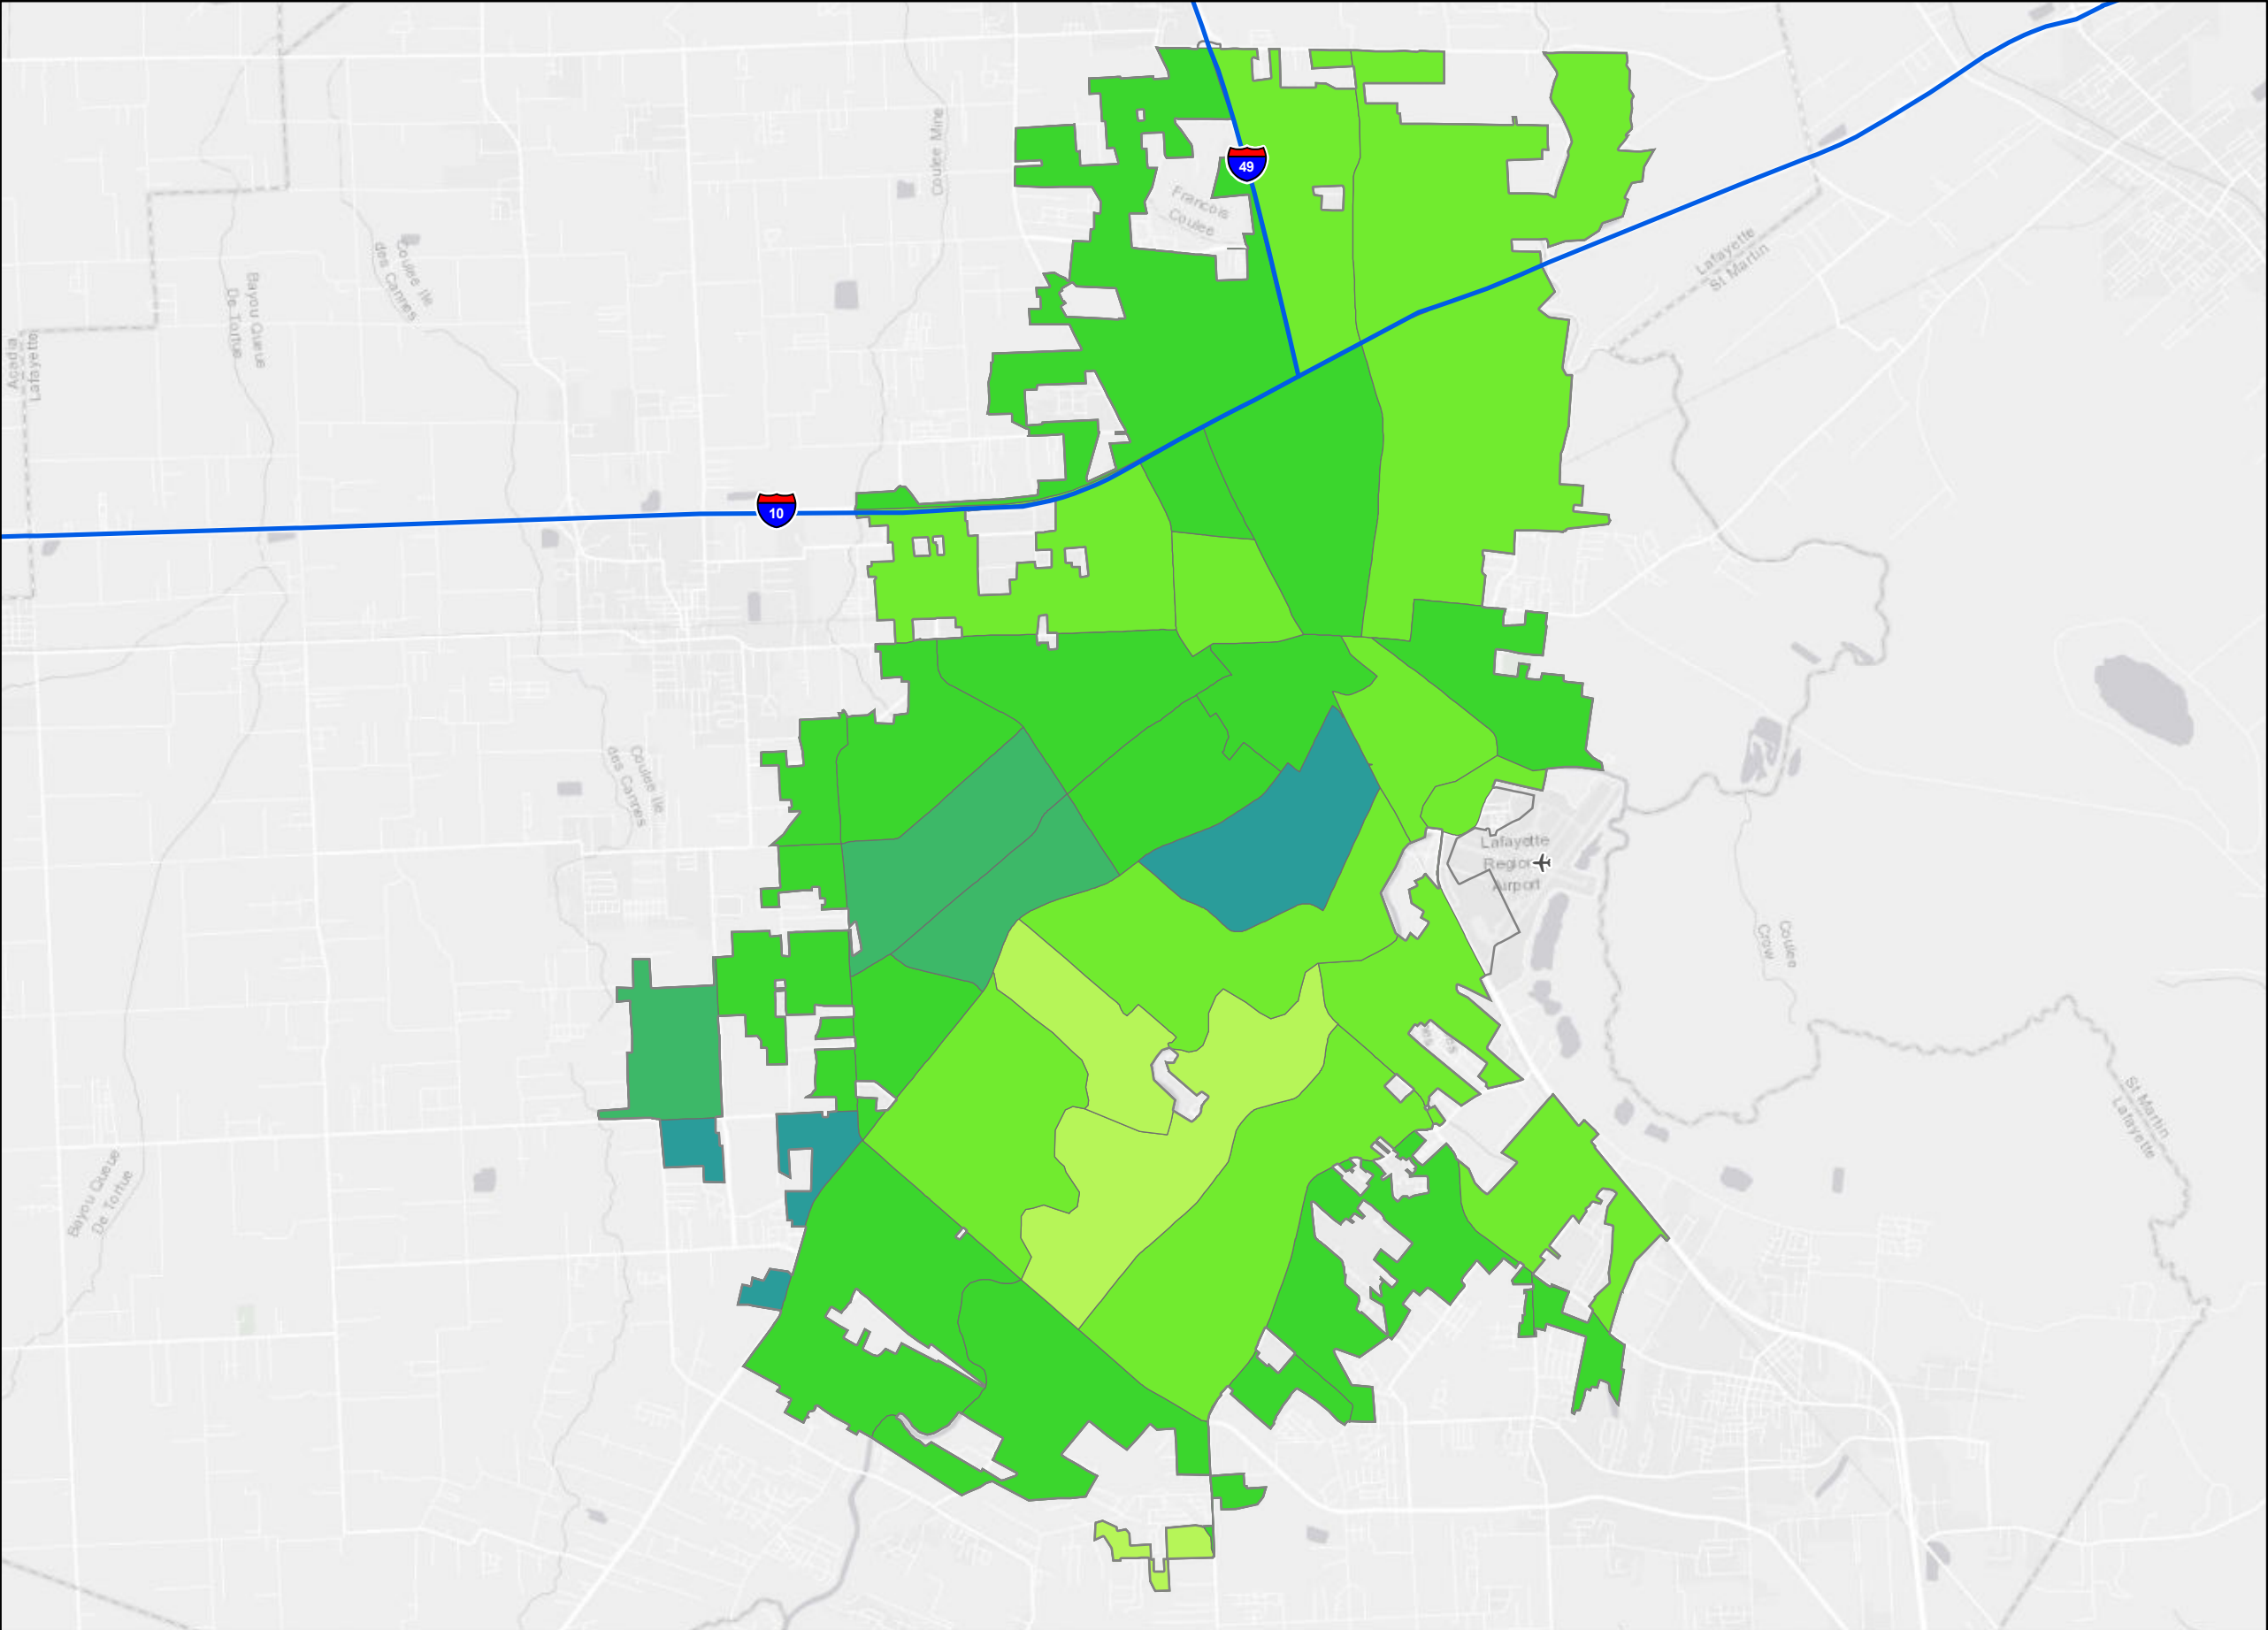 49
Coulee Mine
Francois
Coulee
Lafayette
St Martin
Coulee Ile
des Cannes
Bayou Queue
De Tortue
Acadia
Lafayette
10
Coulee Ile
des Cannes
Lafayette
Regional
Airport
Coulee
Crow
St Martin
Lafayette
Bayou Queue
De Tortue